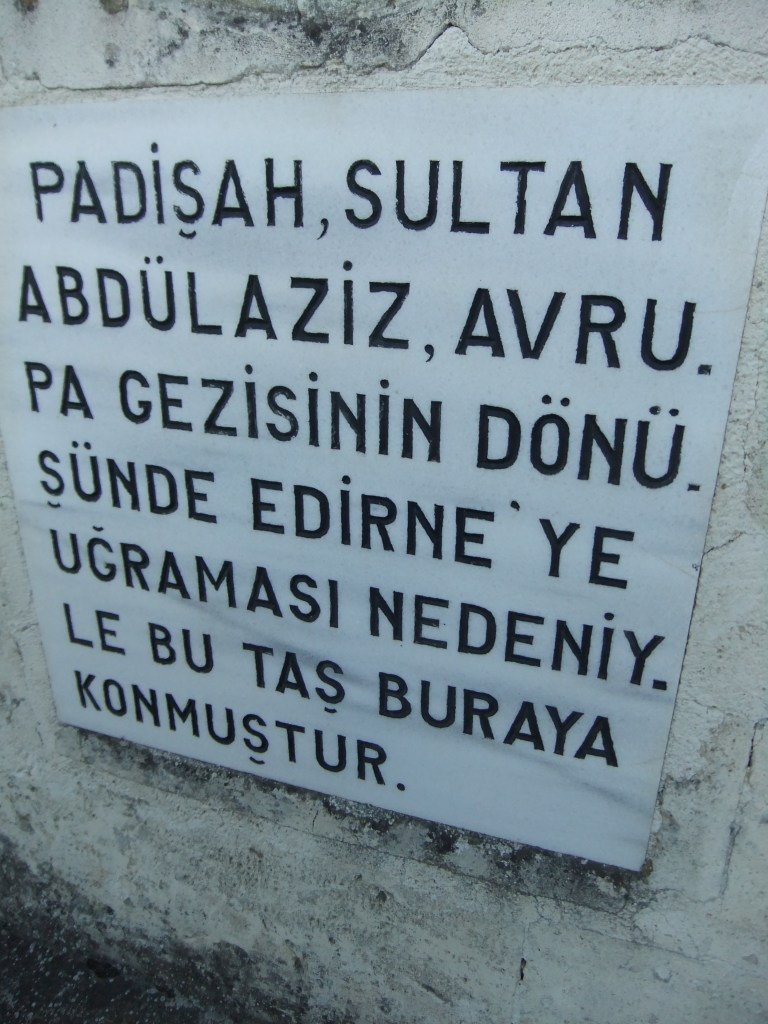 PADİŞAH, SULTAN
ABDÜLAZİZ, AVRU.
PA GEZİSİNİN DÖNÜ.
ŞÜNDE EDİRNE'YE
UĞRAMASI NEDENİY.
LE BU TAŞ BURAYA
KONMUŞTUR.